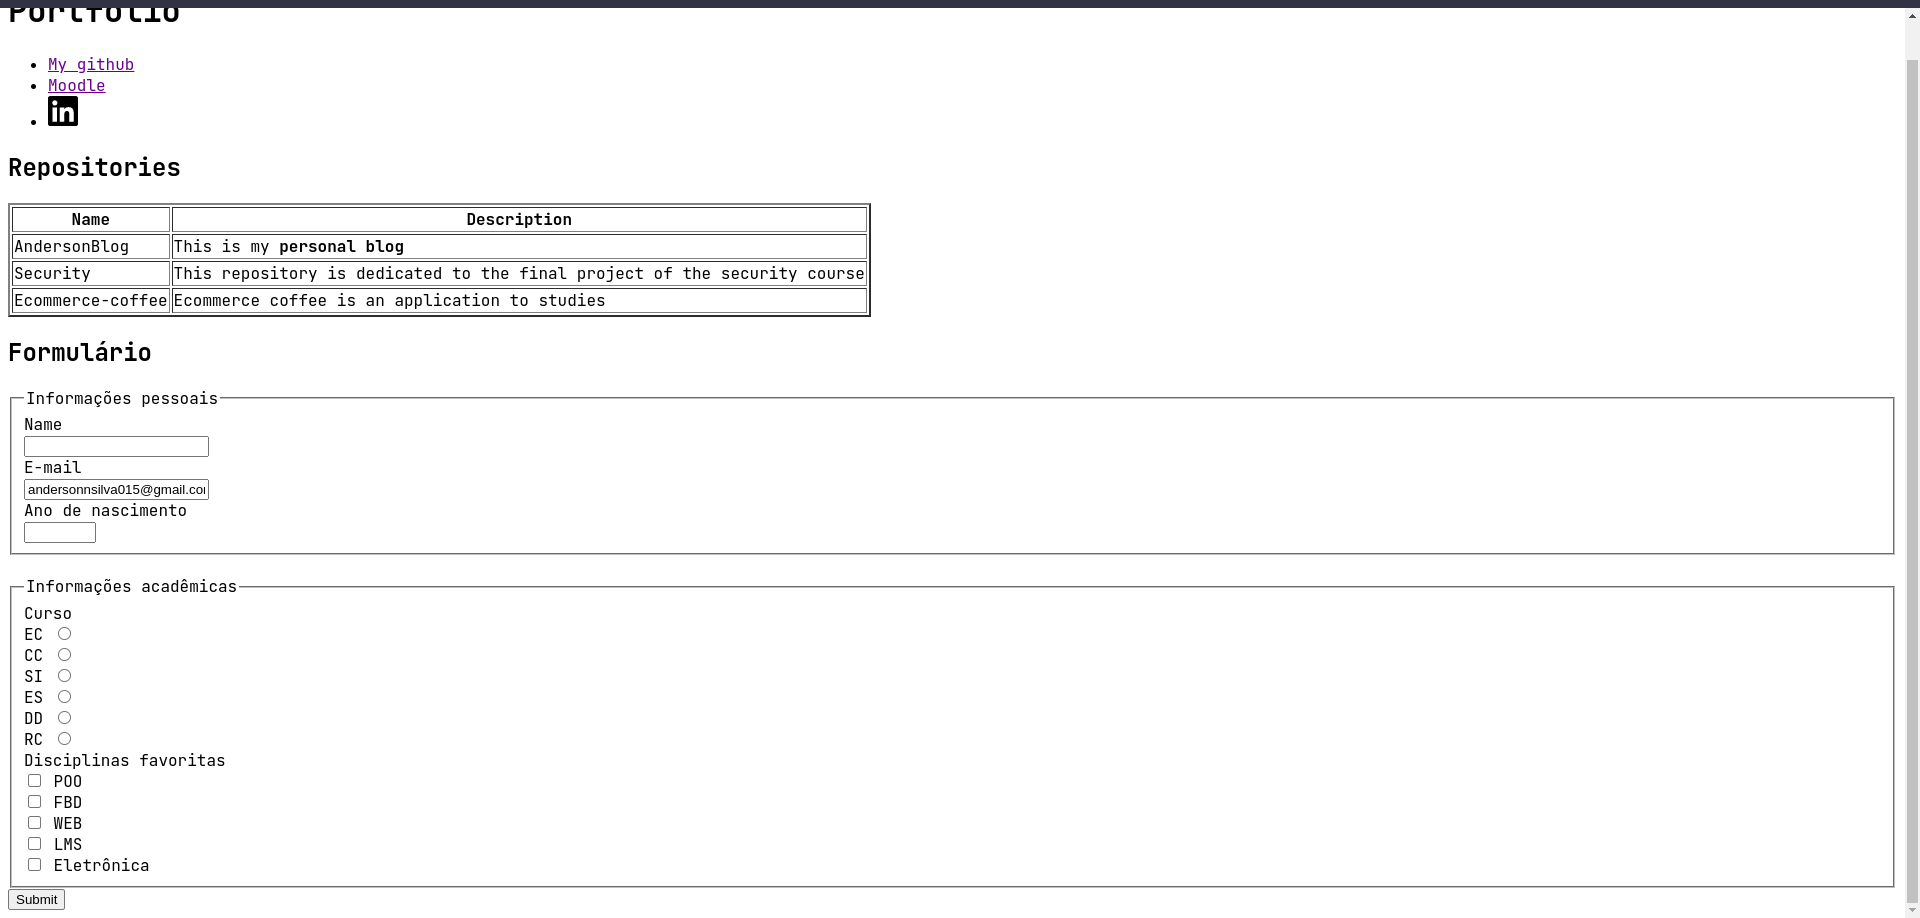 Portfolio
My github
Moodle
in
Repositories
Name Description
AndersonBlog This is my personal blog
Security This repository is dedicated to the final project of the security course
Ecommerce-coffee Ecommerce coffee is an application to studies
Formulário
Informações pessoais
Name
E-mail
andersonnsilva015@gmail.co
Ano de nascimento
Informações acadêmicas
Curso
EC
CC
SI
ES
DD
RC
Disciplinas favoritas
POO
FBD
WEB
LMS
Eletrônica
Submit